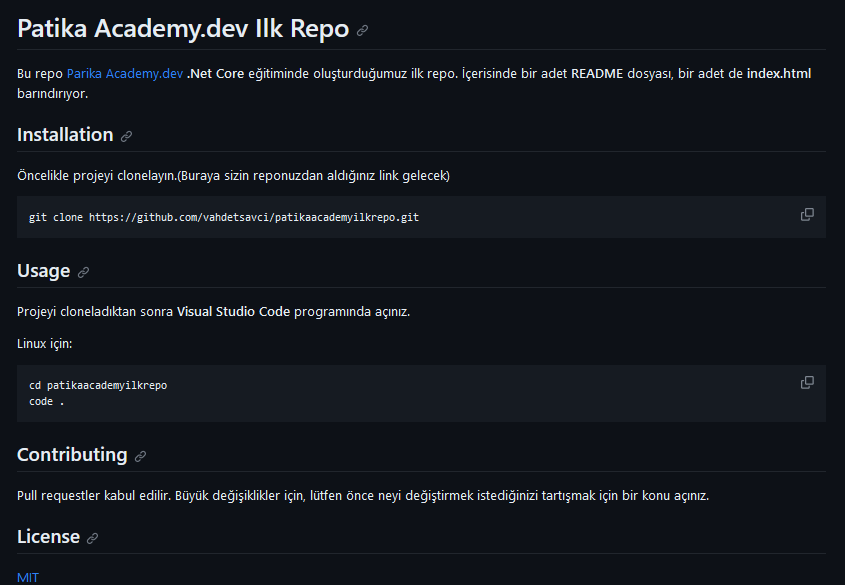 Patika Academy.dev Ilk Repo
Bu repo Parika Academy.dev .Net Core eğitiminde oluşturduğumuz ilk repo. İçerisinde bir adet README dosyası, bir adet de index.html
barındırıyor.
Installation
Öncelikle projeyi clonelayın.(Buraya sizin reponuzdan aldığınız link gelecek)
git clone https://github.com/vahdetsavci/patikaacademyilkrepo.git
Usage
Projeyi cloneladıktan sonra Visual Studio Code programında açınız.
Linux için:
cd patikaacademyilkrepo
code .
Contributing
Pull requestler kabul edilir. Büyük değişiklikler için, lütfen önce neyi değiştirmek istediğinizi tartışmak için bir konu açınız.
License
MIT